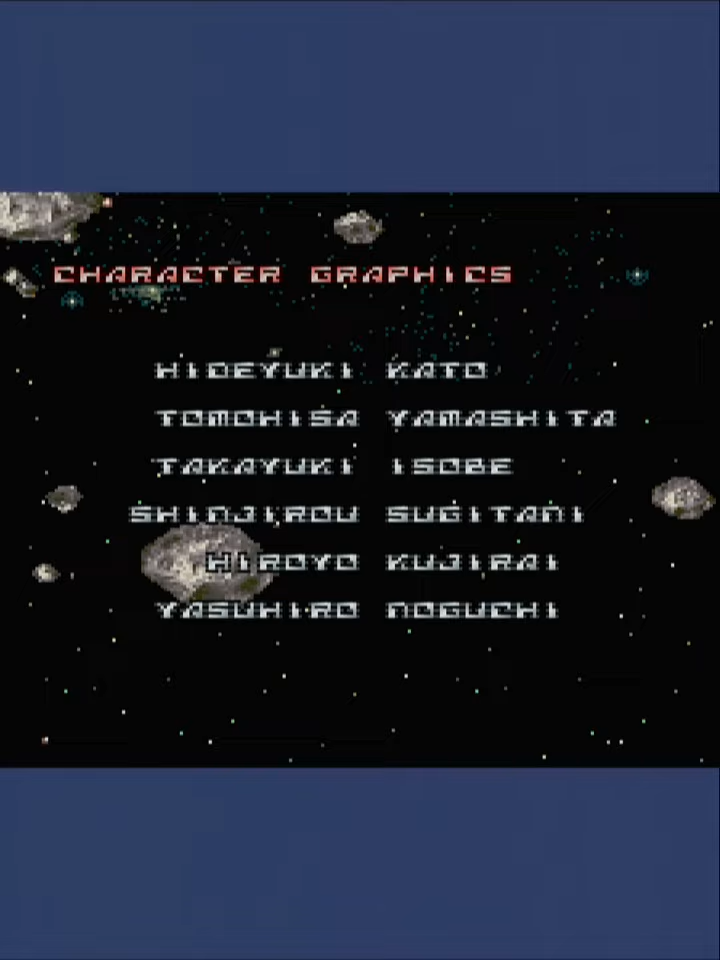 CHARACTER GRAPHICS
HIDEYUKI KATO
TOMOHISA YAMASHITA
TAKAYUKI ISOBE
SHINJIROU SUGITANI
HIROYO KUJIRAI
YASUHIRO NOGUCHI